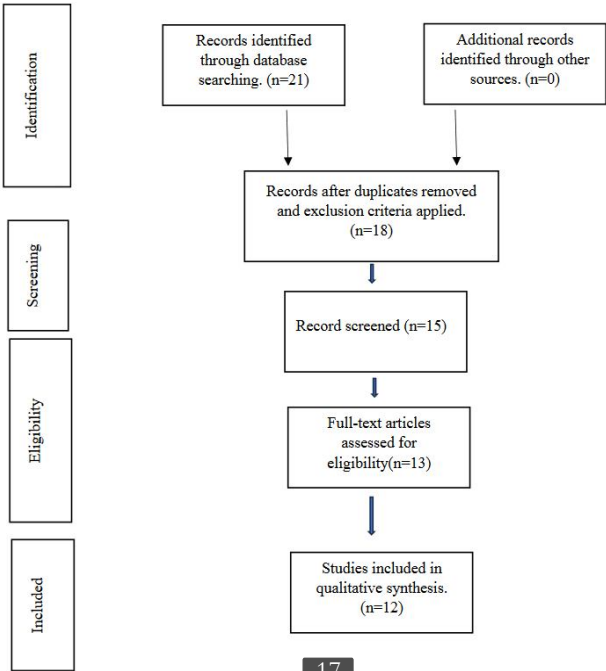 Identification
Records identified
through database
searching. (n=21)
Additional records
identified through other
sources. (n=0)
Records after duplicates removed
and exclusion criteria applied.
(n=18)
Screening
Record screened (n=15)
Eligibility
Full-text articles
assessed for
eligibility(n=13)
Included
Studies included in
qualitative synthesis.
(n=12)
17